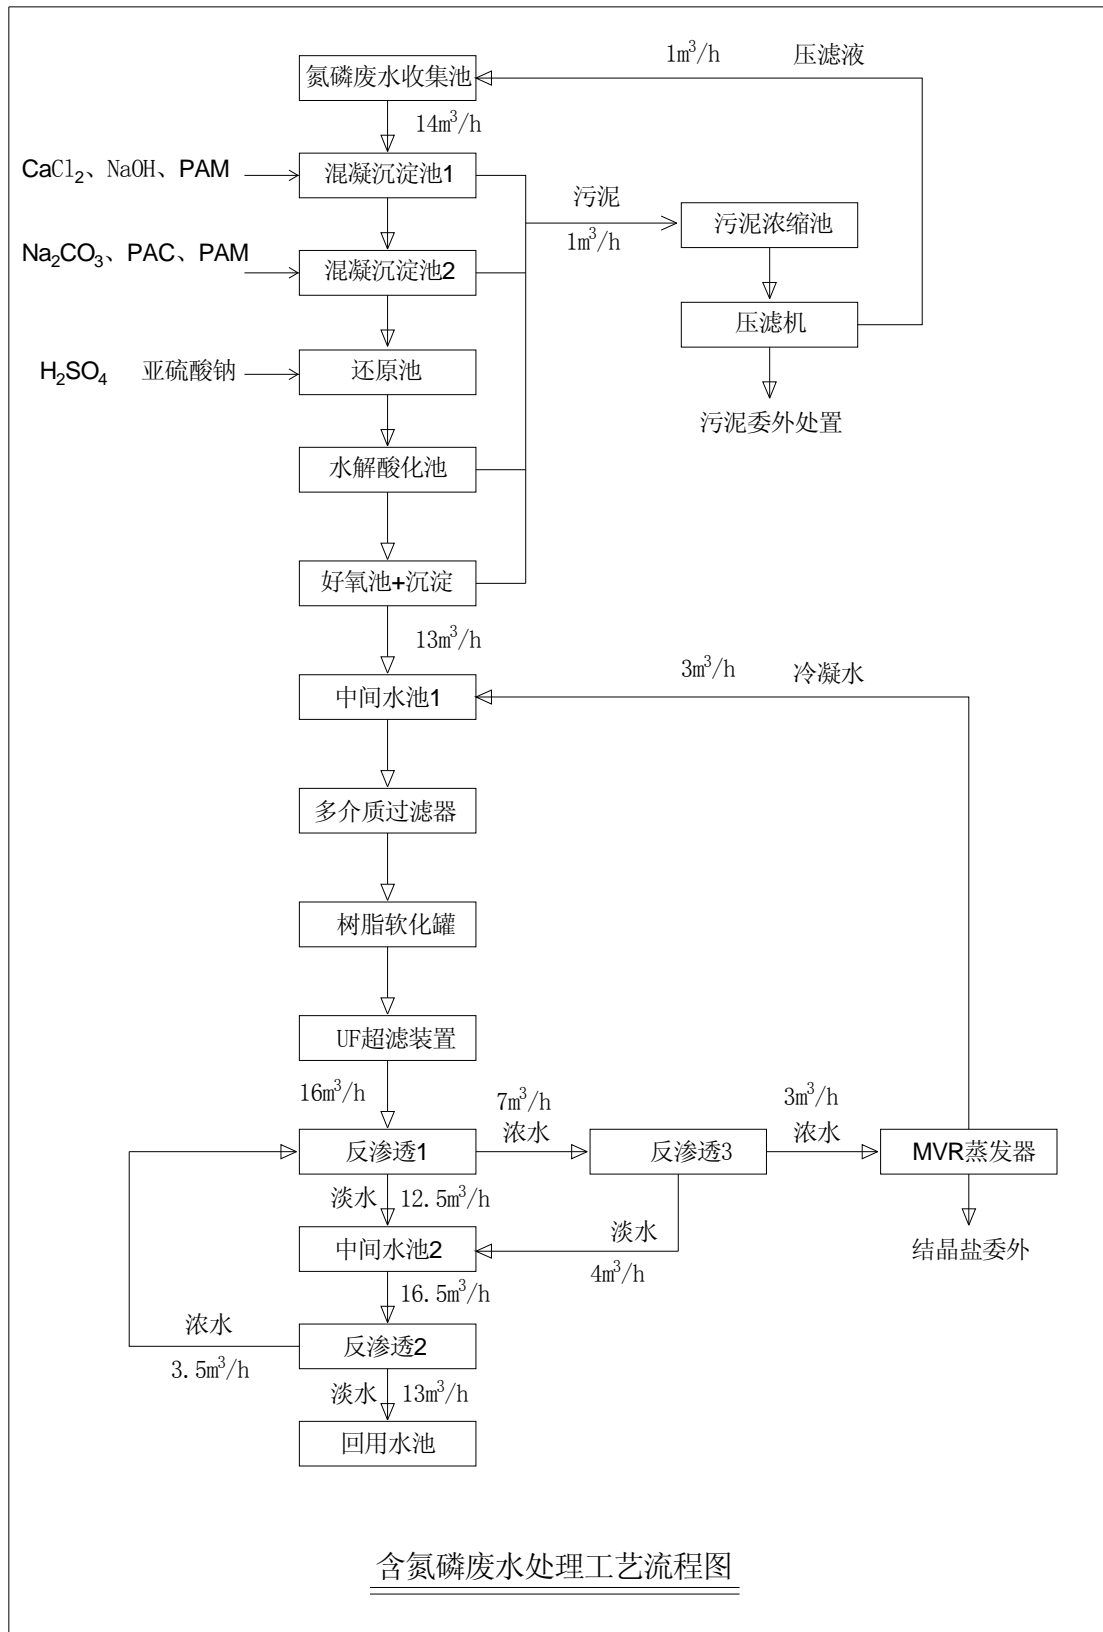 1m³/h 压滤液
氮磷废水收集池
14m³/h
CaCl₂、NaOH、PAM
混凝沉淀池1
污泥
1m³/h
污泥浓缩池
Na₂CO₃、PAC、PAM
混凝沉淀池2
压滤机
H₂SO₄ 亚硫酸钠
还原池
污泥委外处置
水解酸化池
好氧池+沉淀
13m³/h
3m³/h 冷凝水
中间水池1
多介质过滤器
树脂软化罐
UF超滤装置
16m³/h
7m³/h
浓水
3m³/h
浓水
反渗透1
反渗透3
MVR蒸发器
淡水 12.5m³/h
淡水
4m³/h
中间水池2
结晶盐委外
16.5m³/h
浓水
3.5m³/h
反渗透2
淡水 13m³/h
回用水池
含氮磷废水处理工艺流程图